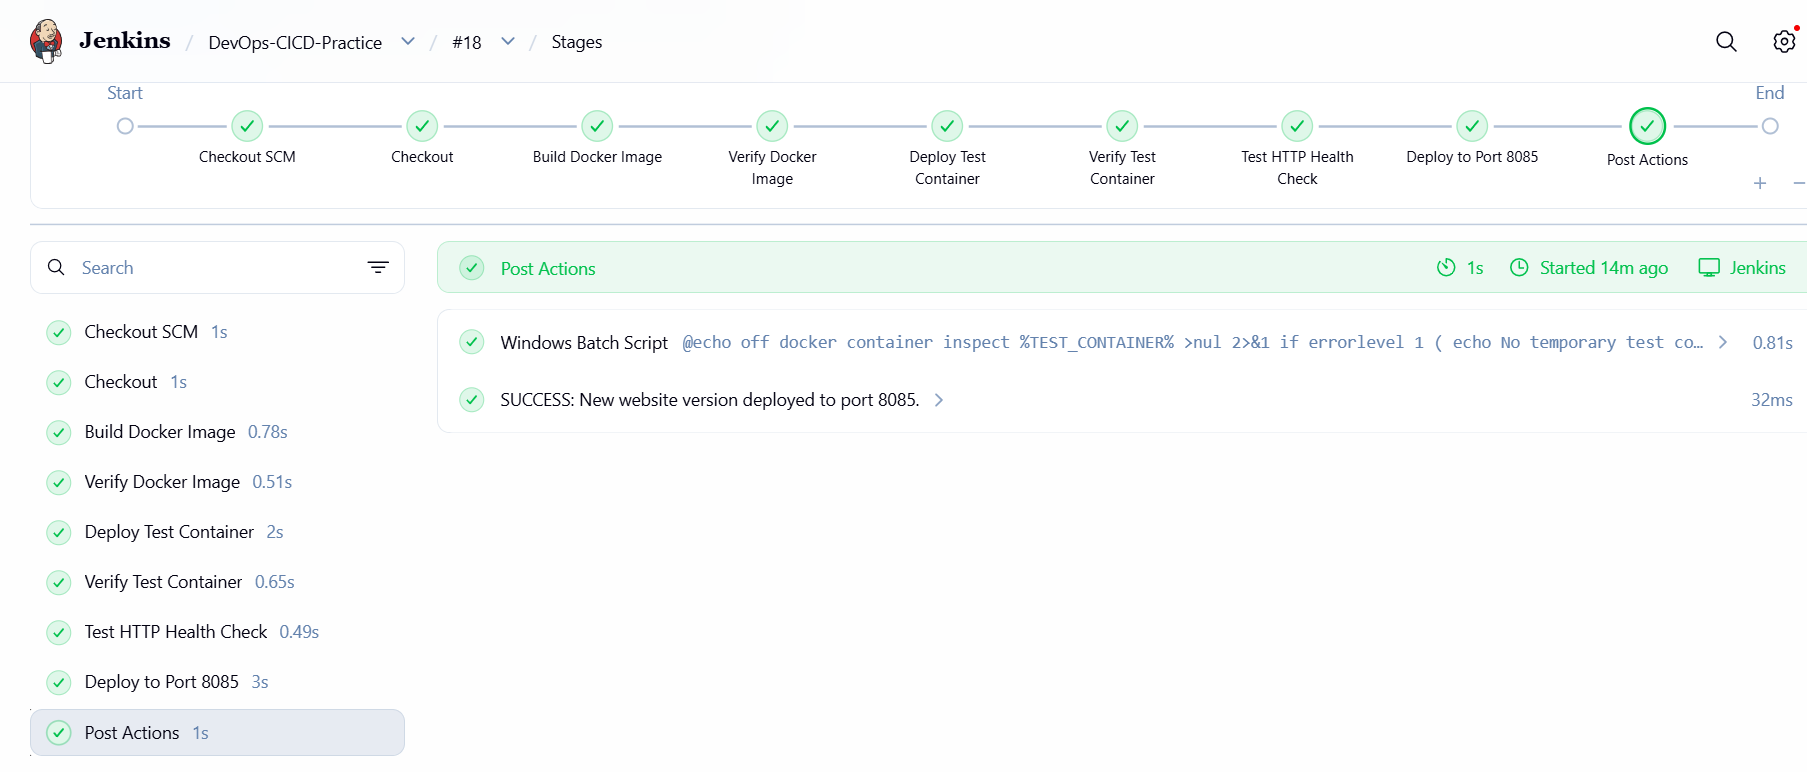 Jenkins / DevOps-CICD-Practice / #18 / Stages
Start
End
Checkout SCM
Checkout
Build Docker Image
Verify Docker Image
Deploy Test Container
Verify Test Container
Test HTTP Health Check
Deploy to Port 8085
Post Actions
+ −
Search
Post Actions 1s Started 14m ago Jenkins
Checkout SCM 1s
Checkout 1s
Build Docker Image 0.78s
Verify Docker Image 0.51s
Deploy Test Container 2s
Verify Test Container 0.65s
Test HTTP Health Check 0.49s
Deploy to Port 8085 3s
Post Actions 1s
Windows Batch Script @echo off docker container inspect %TEST_CONTAINER% >nul 2>&1 if errorlevel 1 ( echo No temporary test co... 0.81s
SUCCESS: New website version deployed to port 8085. 32ms